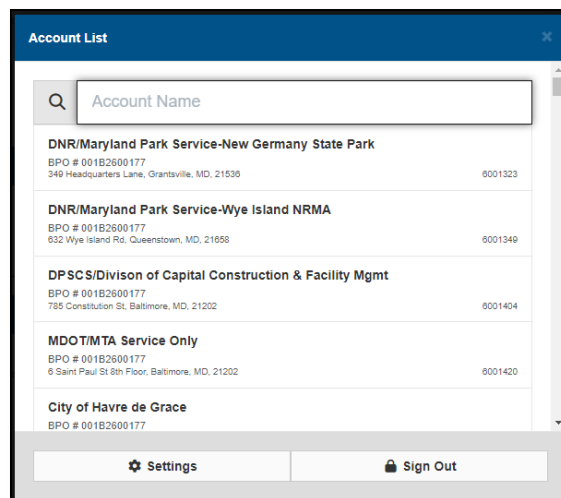 Account List
Account Name
DNR/Maryland Park Service-New Germany State Park
BPO # 001B2600177
349 Headquarters Lane, Grantsville, MD, 21536 6001323
DNR/Maryland Park Service-Wye Island NRMA
BPO # 001B2600177
632 Wye Island Rd, Queenstown, MD, 21658 6001349
DPSCS/Divison of Capital Construction & Facility Mgmt
BPO # 001B2600177
785 Constitution St, Baltimore, MD, 21202 6001404
MDOT/MTA Service Only
BPO # 001B2600177
6 Saint Paul St 8th Floor, Baltimore, MD, 21202 6001420
City of Havre de Grace
BPO # 001B2600177
Settings Sign Out